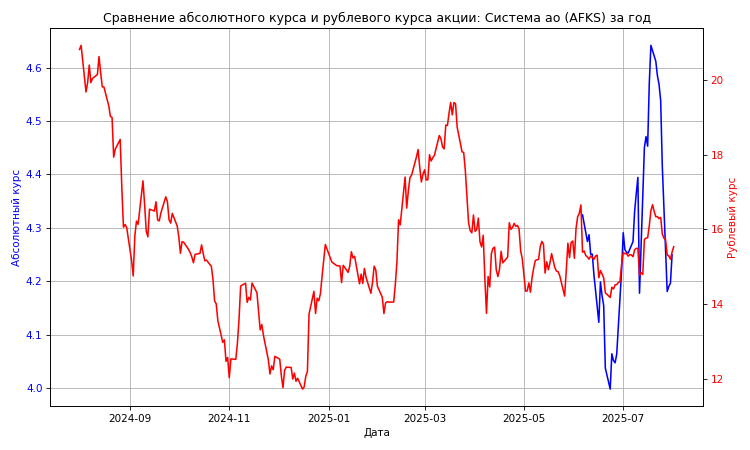 Сравнение абсолютного курса и рублевого курса акции: Система ао (AFKS) за год
Абсолютный курс
4.6
4.5
4.4
4.3
4.2
4.1
4.0
20
18
16
14
12
Рублевый курс
2024-09 2024-11 2025-01 2025-03 2025-05 2025-07
Дата